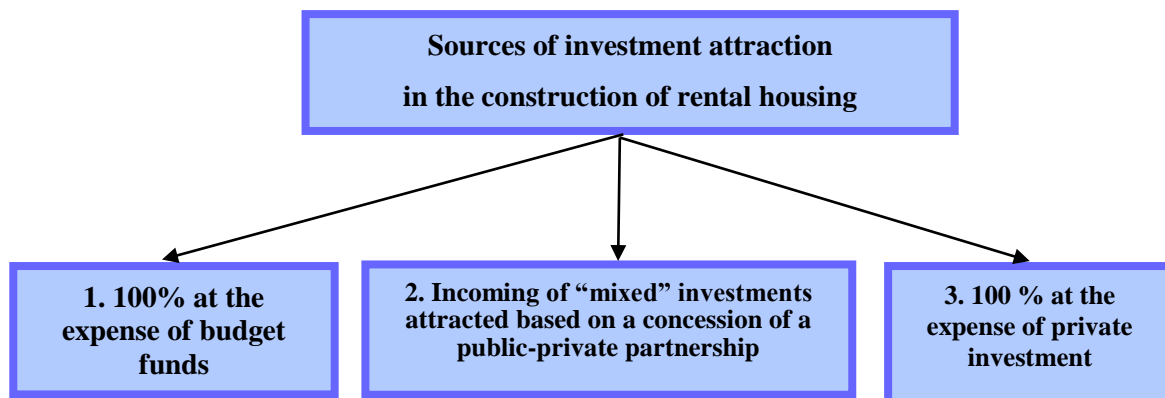 Sources of investment attraction
in the construction of rental housing
1. 100% at the
expense of budget
funds
2. Incoming of “mixed” investments
attracted based on a concession of a
public-private partnership
3. 100 % at the
expense of private
investment